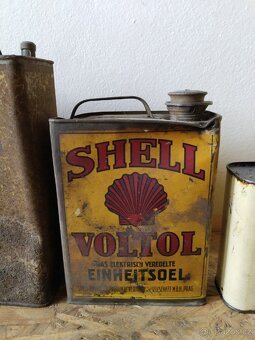 SHELL
VOLTOL
DAS ELEKTRISCH VEREDELTE
EINHEITSOEL